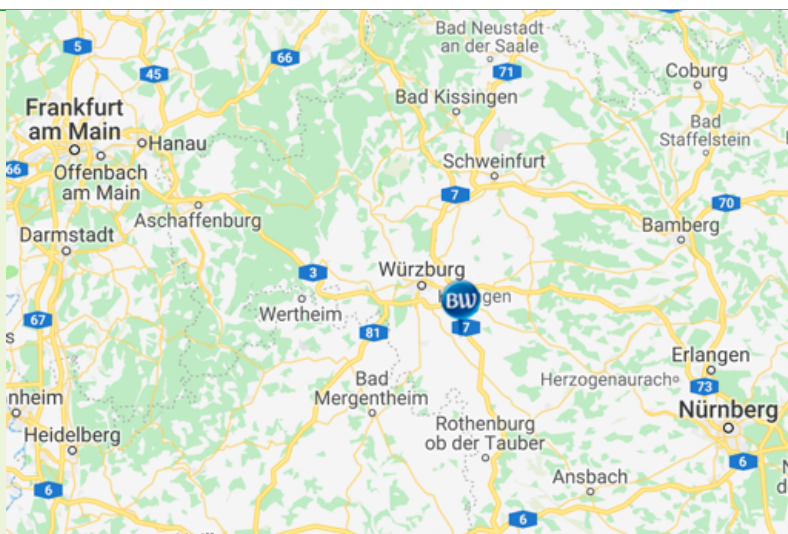 Bad Neustadt
an der Saale
5
66
45
71
Coburg
Frankfurt
am Main
Bad Kissingen
Bad
Staffelstein
Hanau
66
Offenbach
am Main
Schweinfurt
7
70
Aschaffenburg
Bamberg
Darmstadt
3
Würzburg
BW
Wertheim
7
67
81
s
Erlangen
Bad
Mergentheim
Herzogenaurach
73
nheim
Nürnberg
Rothenburg
ob der Tauber
Heidelberg
6
Ansbach
6
6